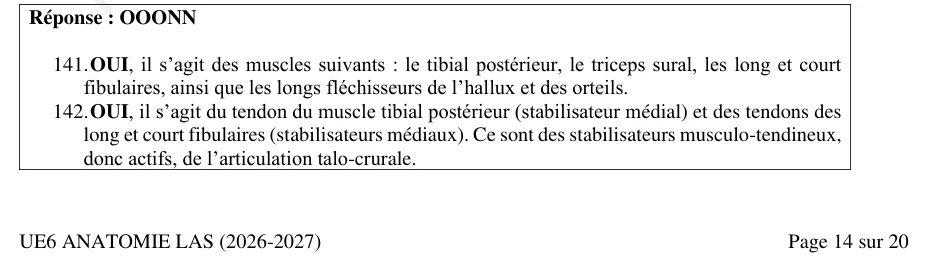 Réponse : OOONN
141.OUI, il s’agit des muscles suivants : le tibial postérieur, le triceps sural, les long et court
fibulaires, ainsi que les longs fléchisseurs de l’hallux et des orteils.
142.OUI, il s’agit du tendon du muscle tibial postérieur (stabilisateur médial) et des tendons des
long et court fibulaires (stabilisateurs médiaux). Ce sont des stabilisateurs musculo-tendineux,
donc actifs, de l’articulation talo-crurale.
UE6 ANATOMIE LAS (2026-2027)
Page 14 sur 20